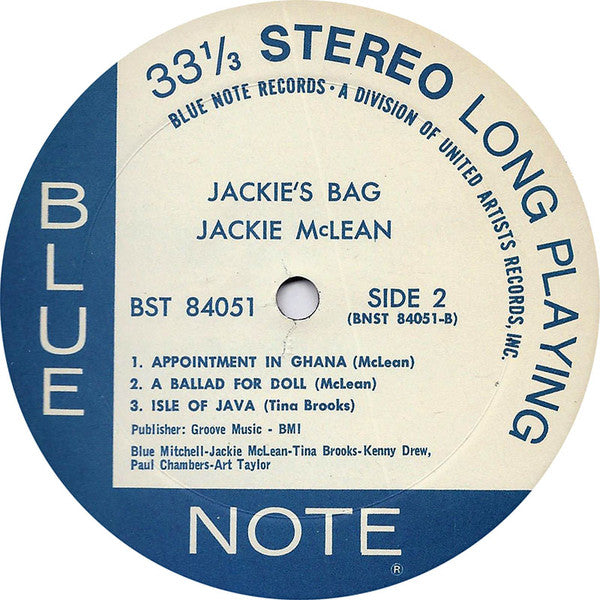 33⅓ STEREO LONG PLAYING
BLUE NOTE RECORDS • A DIVISION OF UNITED ARTISTS RECORDS, INC.
JACKIE'S BAG
JACKIE McLEAN
BST 84051
SIDE 2
(BNST 84051-B)
1. APPOINTMENT IN GHANA (McLean)
2. A BALLAD FOR DOLL (McLean)
3. ISLE OF JAVA (Tina Brooks)
Publisher: Groove Music - BMI
Blue Mitchell-Jackie McLean-Tina Brooks-Kenny Drew,
Paul Chambers-Art Taylor
BLUE
NOTE
®